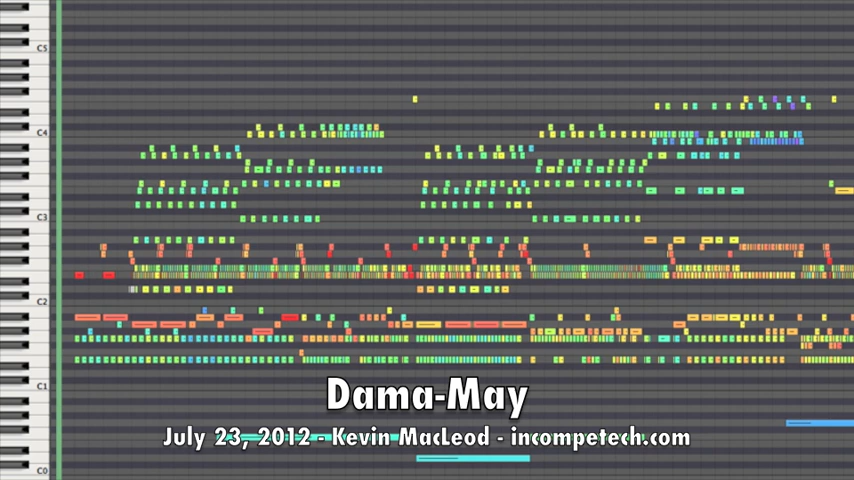 C5
C4
C3
C2
C1
Dama-May
July 23, 2012 - Kevin MacLeod - incompetech.com
C0